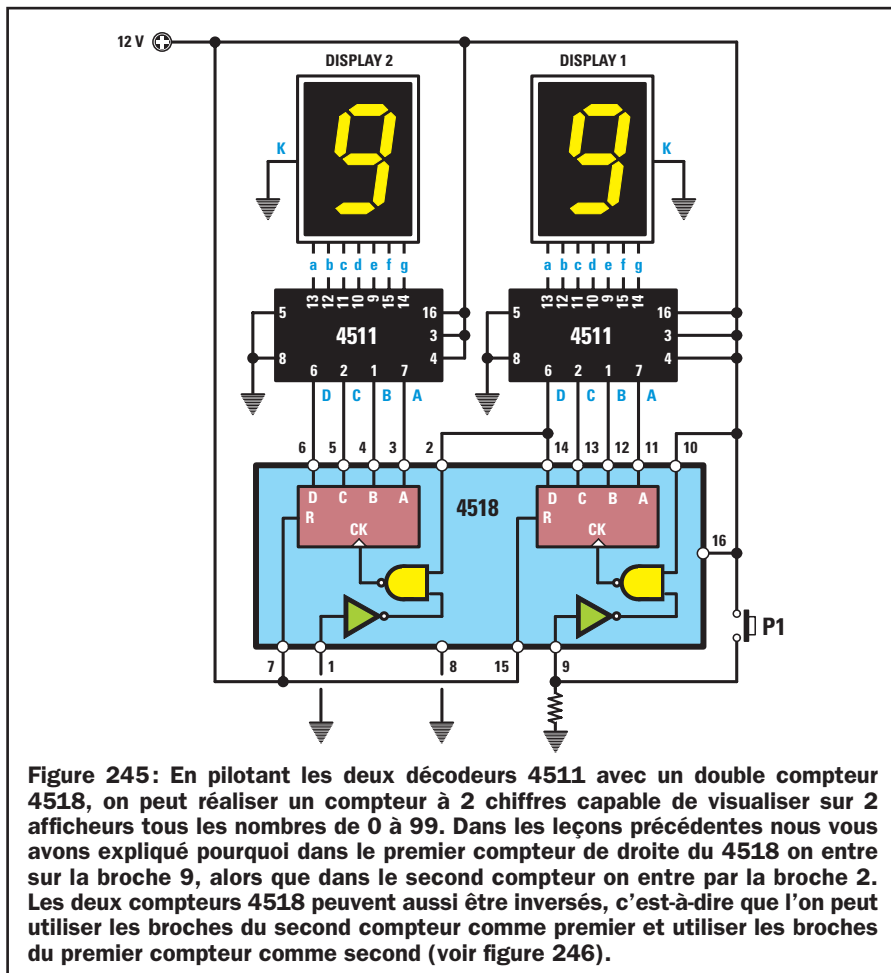 12 V
DISPLAY 2 DISPLAY 1
K K
a b c d e f g a b c d e f g
13 12 11 10 9 15 14 13 12 11 10 9 15 14
5 16 5 16
4511 3 4511 3
8 4 8 4
6 2 1 7 6 2 1 7
D C B A D C B A
6 5 4 3 2 14 13 12 11 10
D C B A D C B A
R 4518 R
CK CK
16
P1
7 1 8 15 9
Figure 245: En pilotant les deux décodeurs 4511 avec un double compteur
4518, on peut réaliser un compteur à 2 chiffres capable de visualiser sur 2
afficheurs tous les nombres de 0 à 99. Dans les leçons précédentes nous vous
avons expliqué pourquoi dans le premier compteur de droite du 4518 on entre
sur la broche 9, alors que dans le second compteur on entre par la broche 2.
Les deux compteurs 4518 peuvent aussi être inversés, c'est-à-dire que l'on peut
utiliser les broches du second compteur comme premier et utiliser les broches
du premier compteur comme second (voir figure 246).